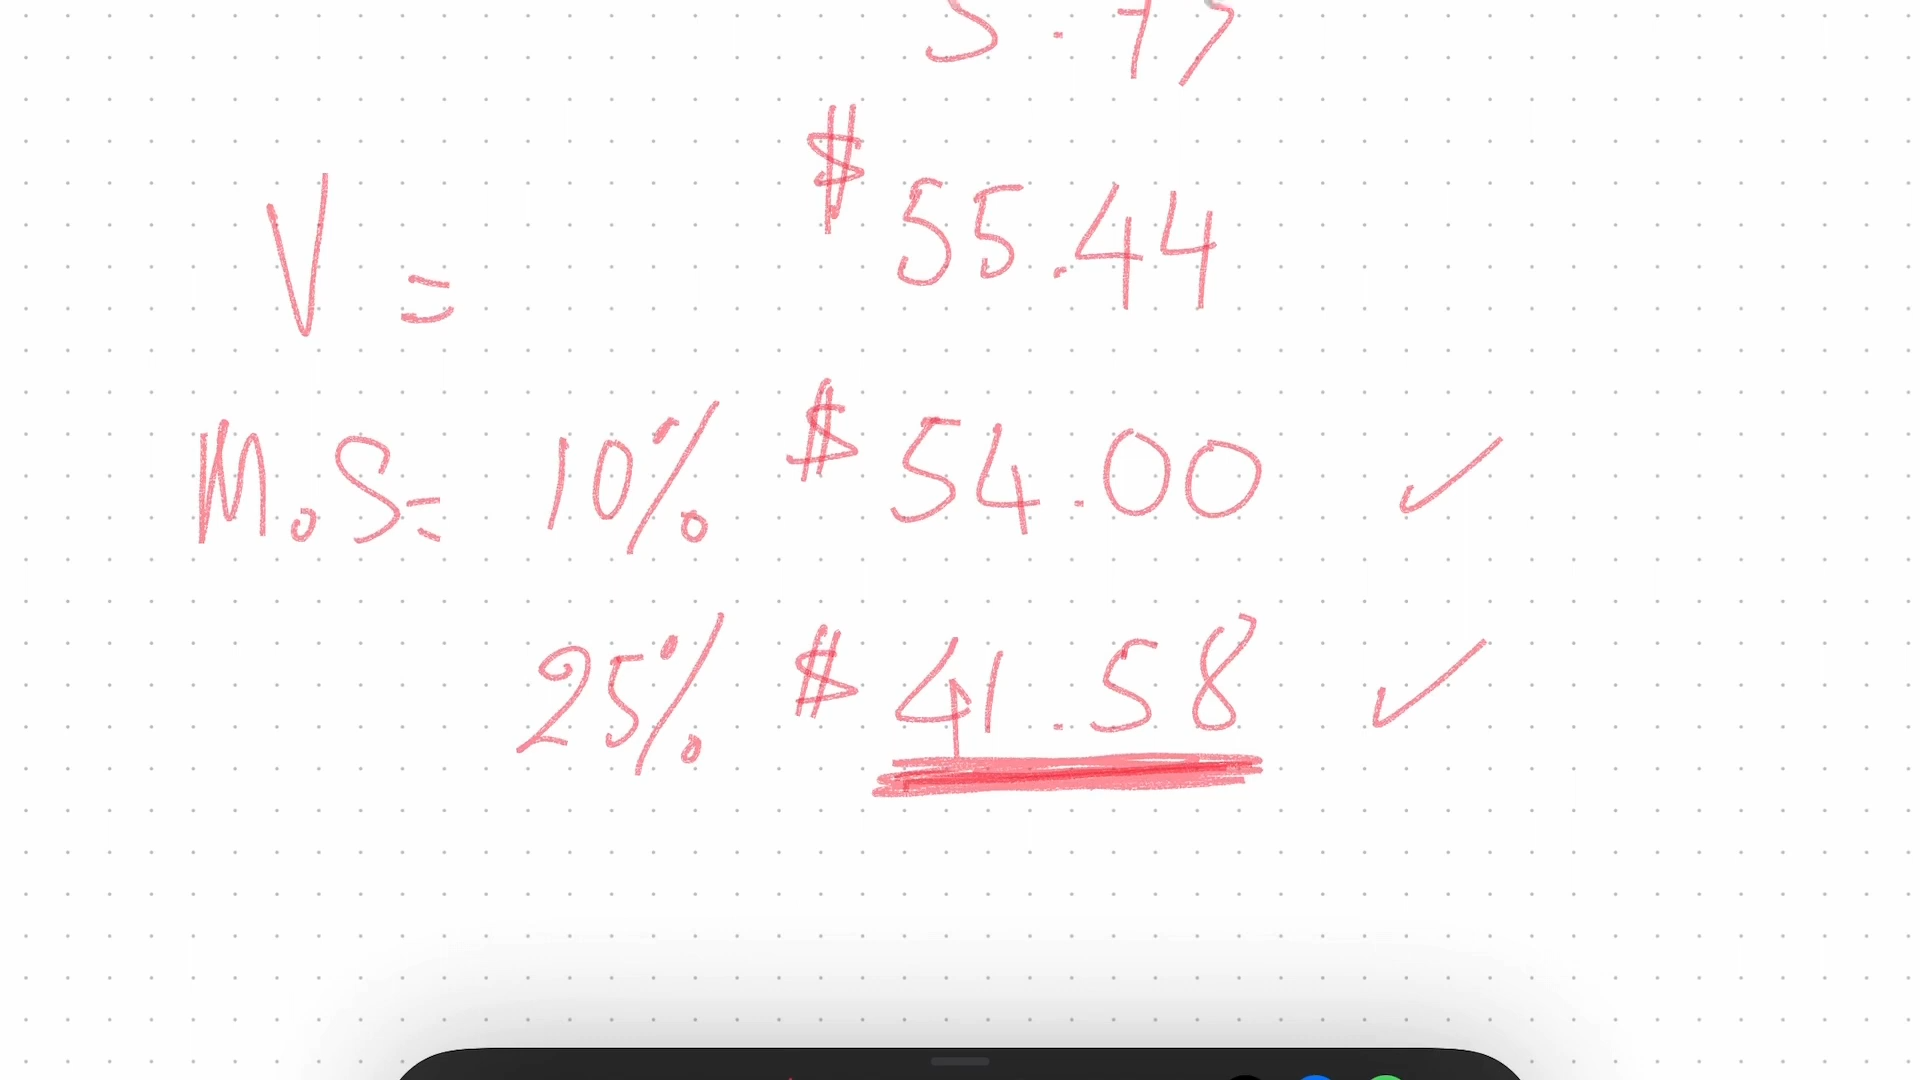 $
55.44
V =
M.S= 10% $54.00 ✓
25% $41.58 ✓